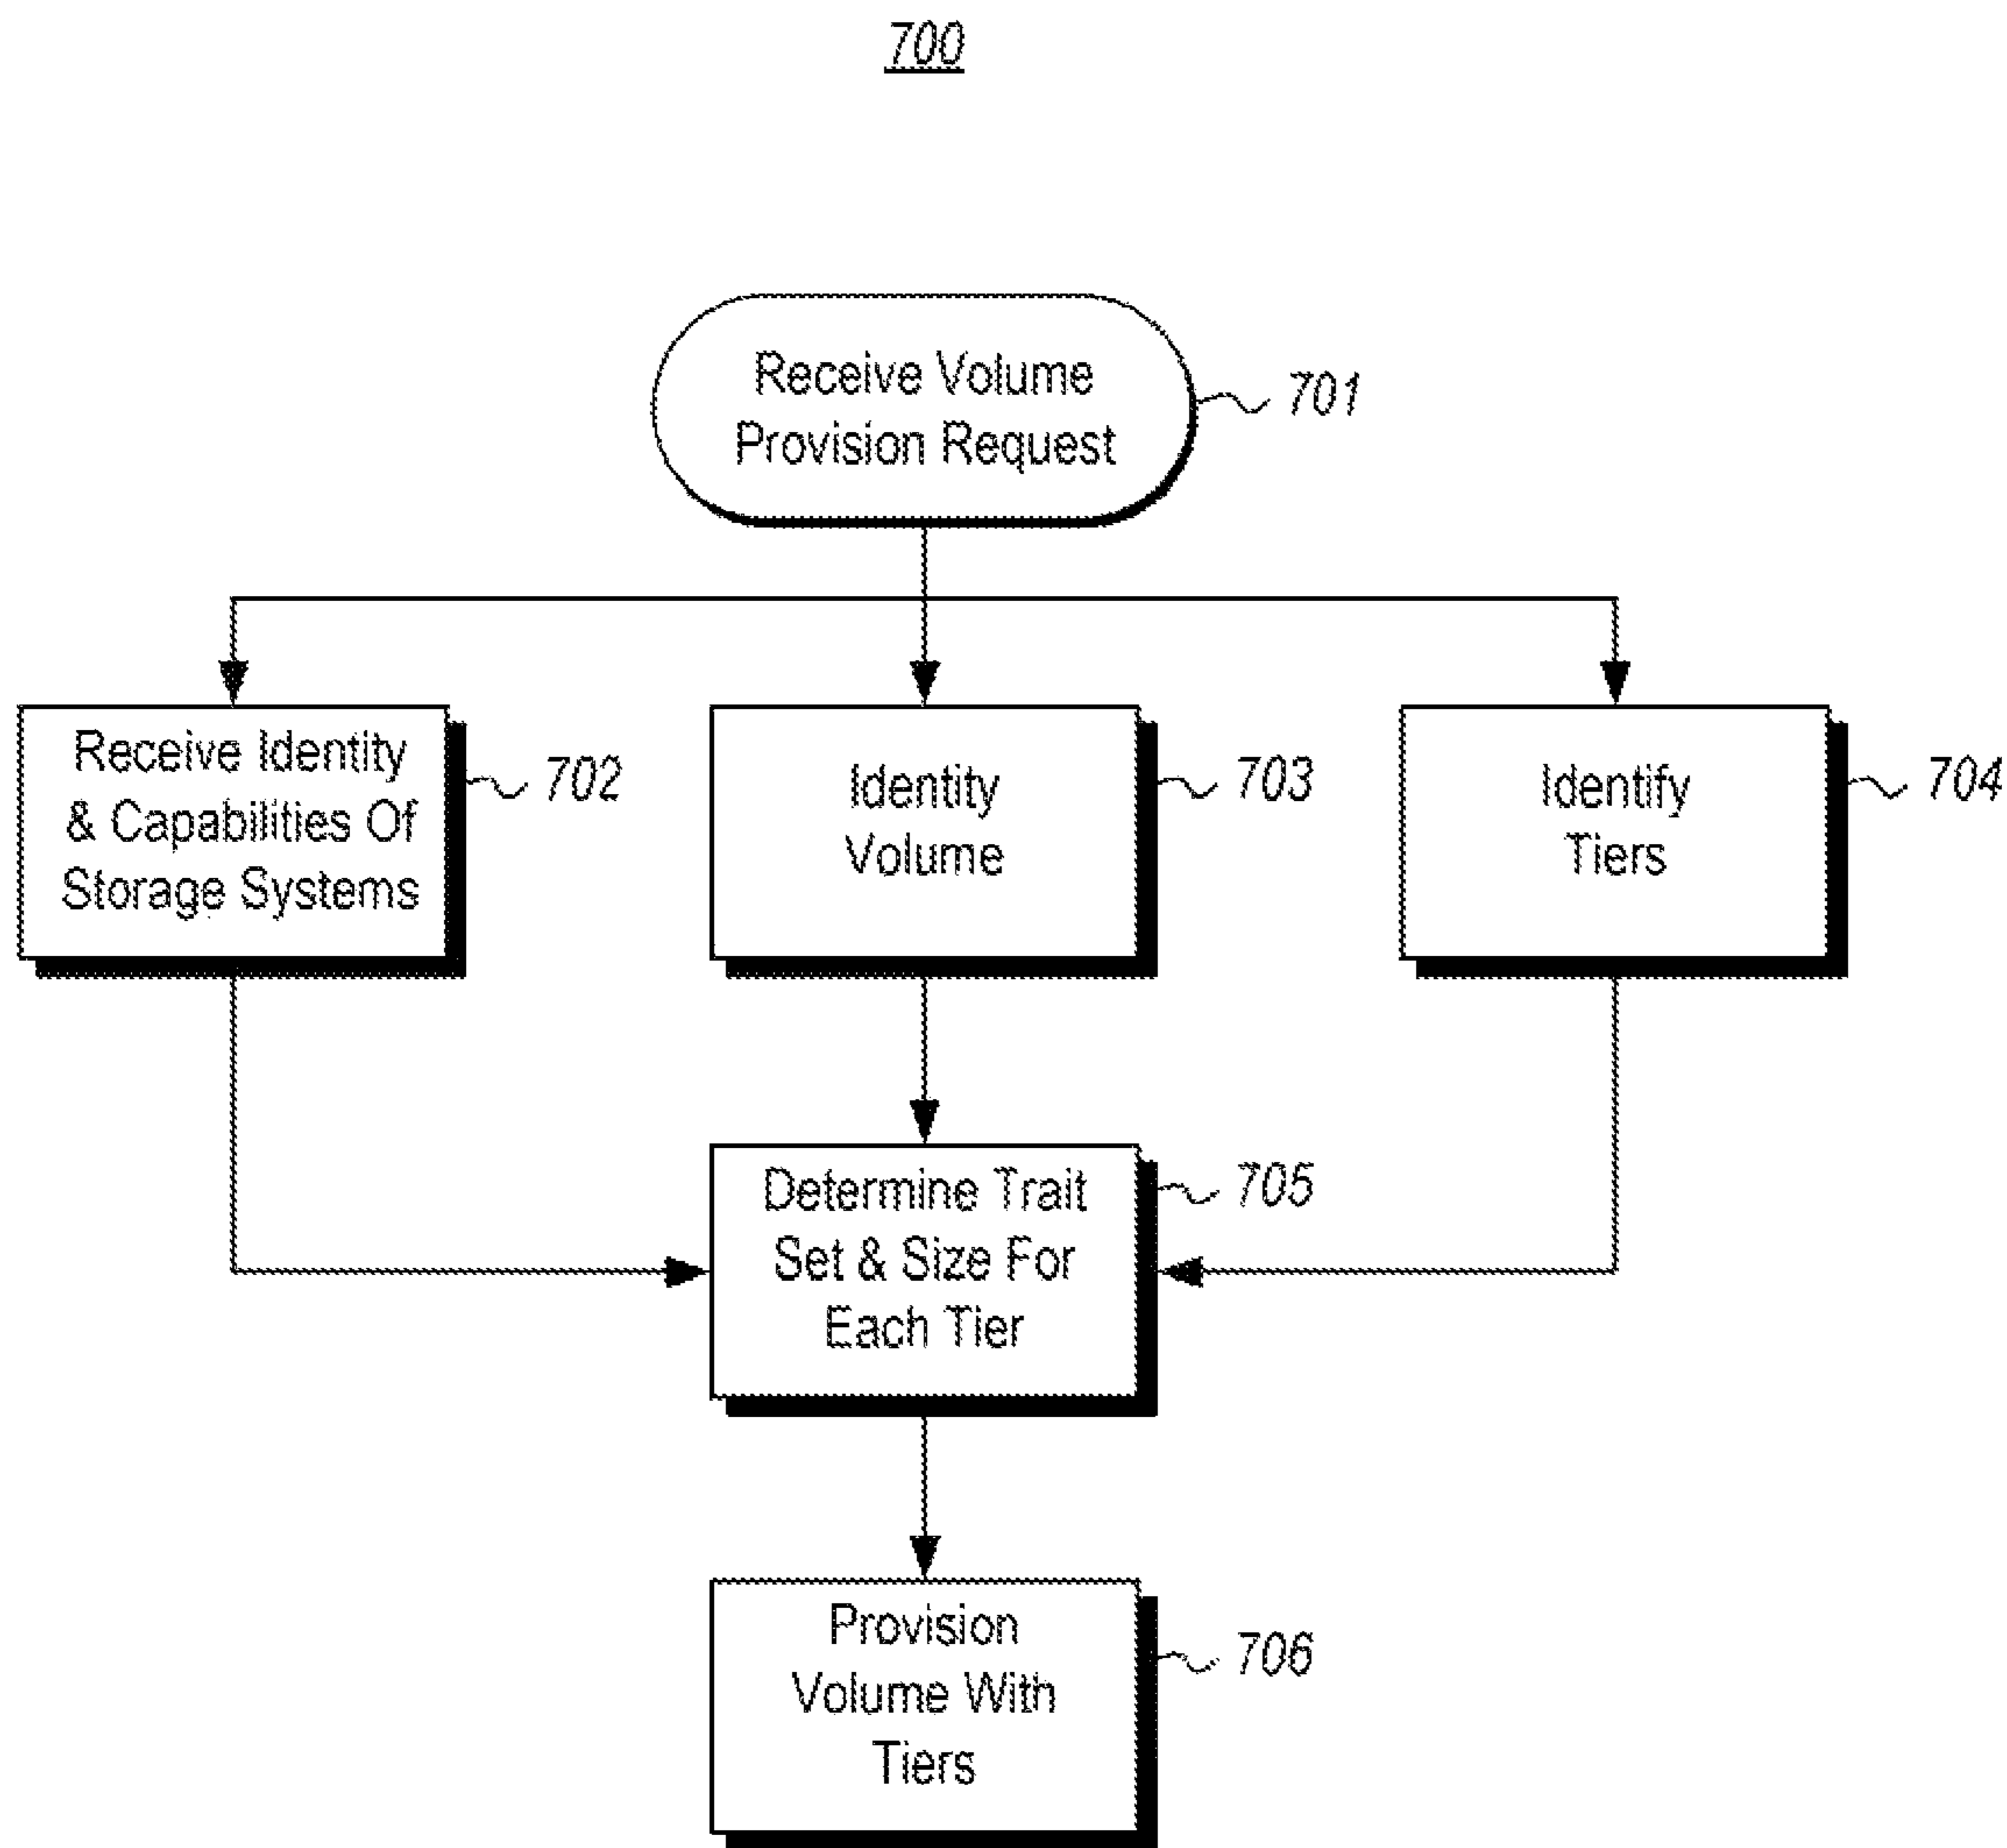 700
Receive Volume
Provision Request
701
Receive Identity
& Capabilities Of
Storage Systems
702
Identity
Volume
703
Identify
Tiers
704
Determine Trait
Set & Size For
Each Tier
705
Provision
Volume With
Tiers
706